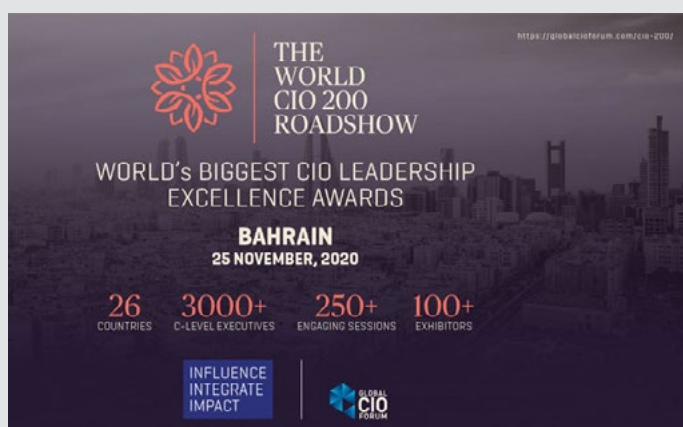 https://globalcioforum.com/cio-200/
THE
WORLD
CIO 200
ROADSHOW
WORLD's BIGGEST CIO LEADERSHIP
EXCELLENCE AWARDS
BAHRAIN
25 NOVEMBER, 2020
26 3000+ 250+ 100+
COUNTRIES C-LEVEL EXECUTIVES ENGAGING SESSIONS EXHIBITORS
INFLUENCE
INTEGRATE
IMPACT
GLOBAL
CIO
FORUM